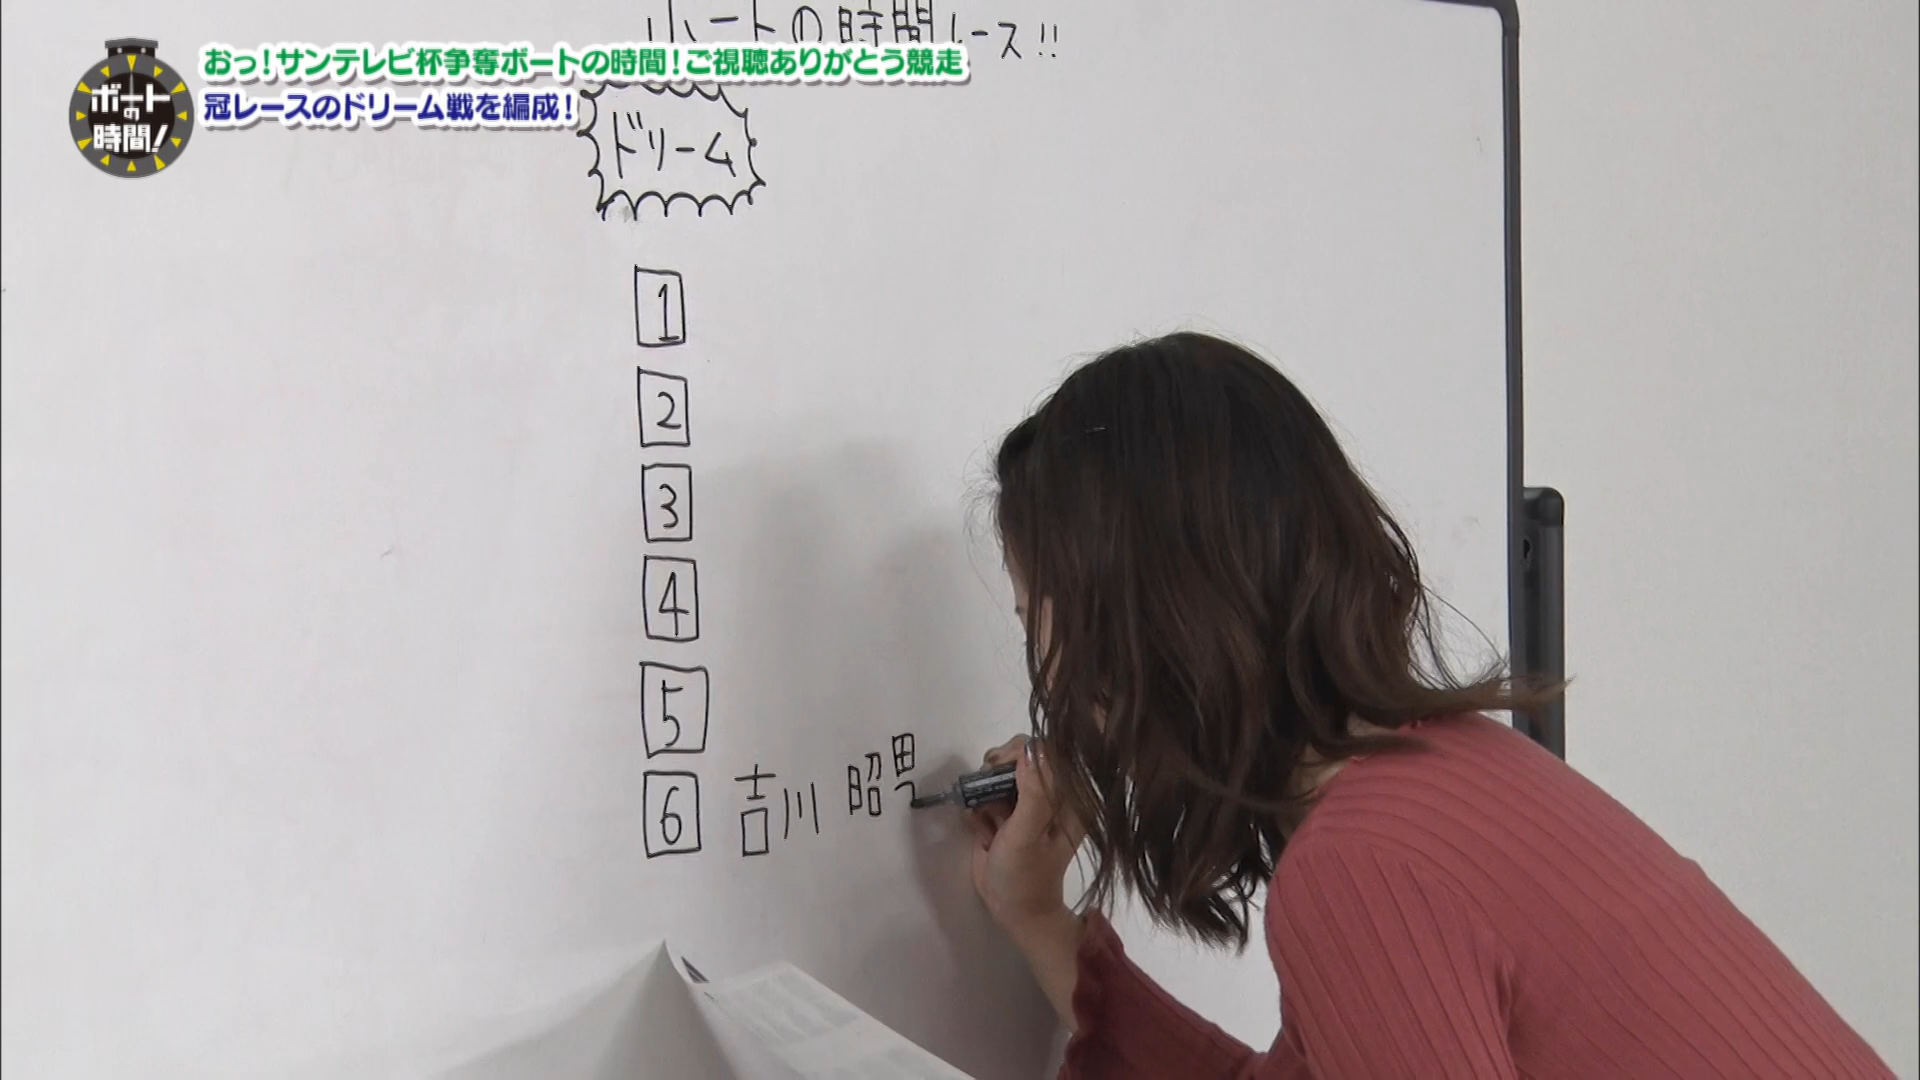 ボートの時間レース!!
おっ!サンテレビ杯争奪ボートの時間!ご視聴ありがとう競走
冠レースのドリーム戦を編成!
ボートの時間!
ドリーム
1
2
3
4
5
6 吉川 昭男